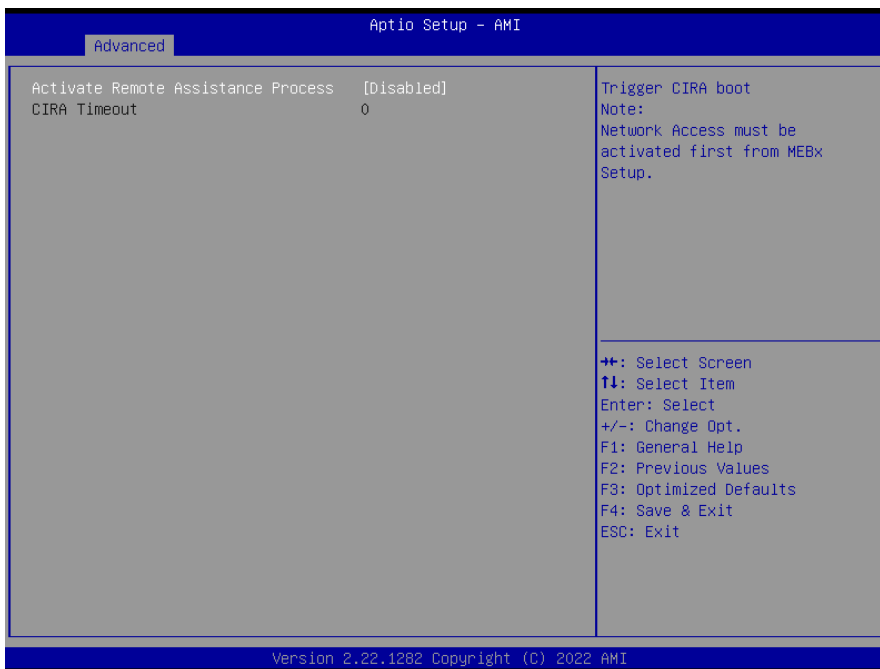 Aptio Setup – AMI
Advanced
Activate Remote Assistance Process [Disabled]
CIRA Timeout 0
Trigger CIRA boot
Note:
Network Access must be
activated first from MEBx
Setup.
→←: Select Screen
↑↓: Select Item
Enter: Select
+/-: Change Opt.
F1: General Help
F2: Previous Values
F3: Optimized Defaults
F4: Save & Exit
ESC: Exit
Version 2.22.1282 Copyright (C) 2022 AMI